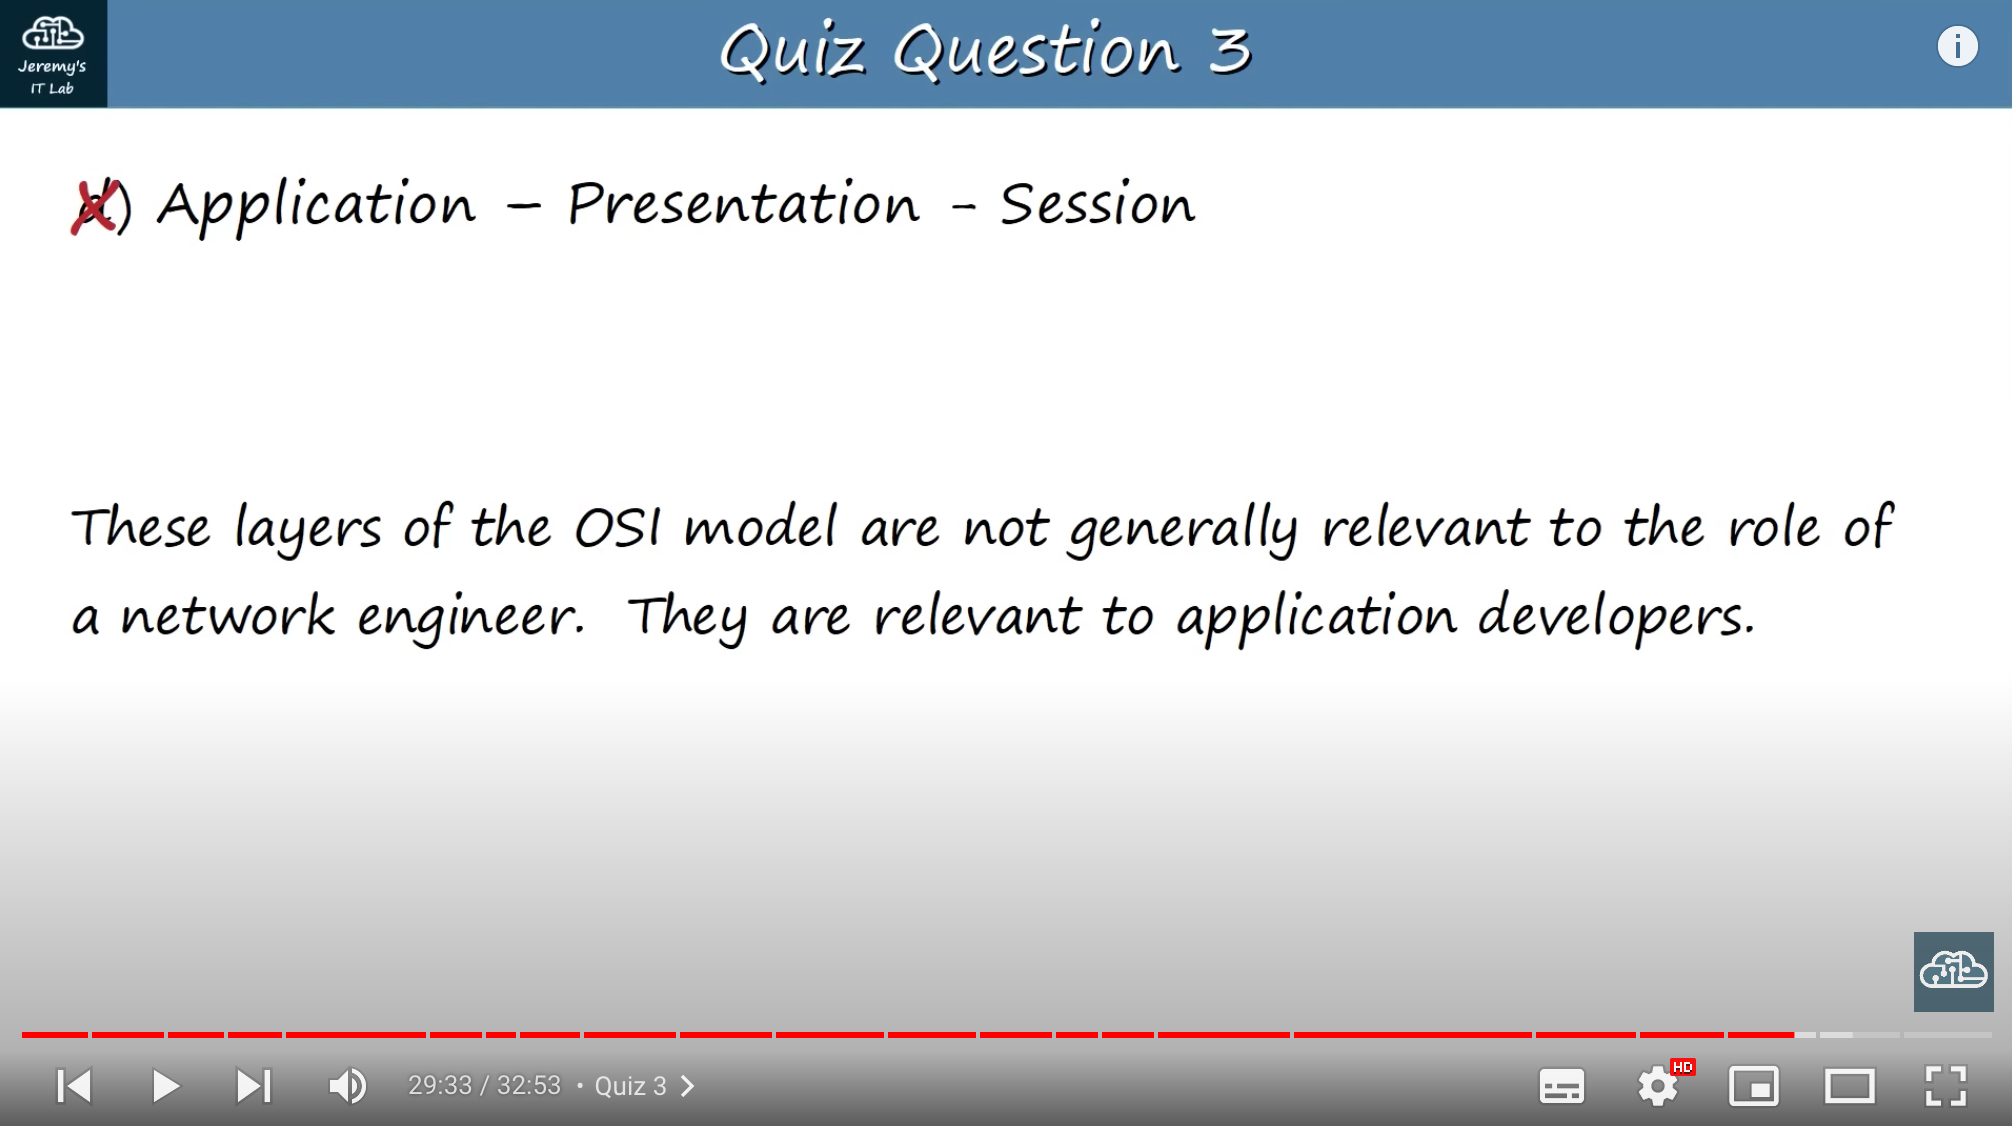 Jeremy's
IT Lab
Quiz Question 3
d) Application – Presentation - Session
These layers of the OSI model are not generally relevant to the role of
a network engineer. They are relevant to application developers.
29:33 / 32:53 • Quiz 3
HD